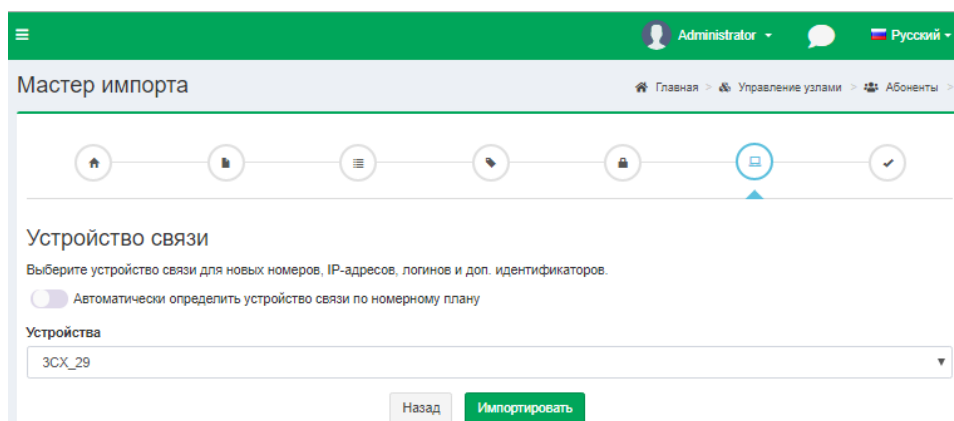 Administrator
Русский
Мастер импорта
Главная > Управление узлами > Абоненты >
Устройство связи
Выберите устройство связи для новых номеров, IP-адресов, логинов и доп. идентификаторов.
Автоматически определить устройство связи по номерному плану
Устройства
3CX_29
Назад
Импортировать